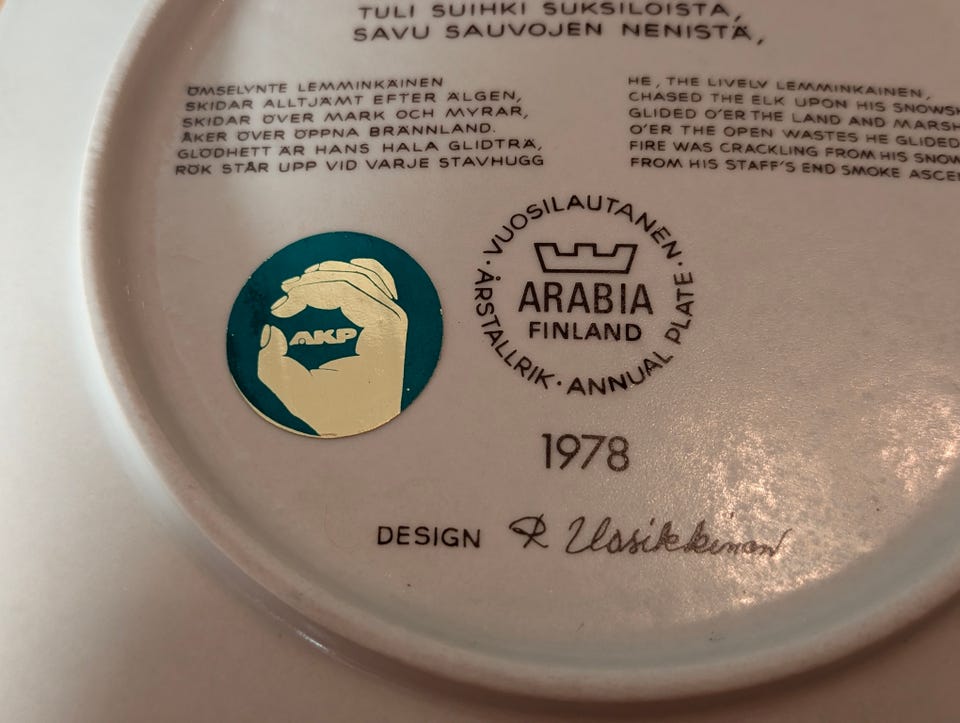 TULI SUIHKI SUKSILOISTA,
SAVU SAUVOJEN NENISTÄ,
ÖMSELYNTE LEMMINKÄINEN
SKIDAR ALLTJÄMT EFTER ÄLGEN,
SKIDAR ÖVER MARK OCH MYRAR,
ÅKER ÖVER ÖPPNA BRÄNNLAND.
GLÖDHETT ÄR HANS HALA GLIDTRÄ,
RÖK STÅR UPP VID VARJE STAVHUGG
HE, THE LIVELY LEMMINKAINEN,
CHASED THE ELK UPON HIS
GLIDED O'ER THE LAND AND
O'ER THE OPEN WASTES HE GLIDED
FIRE WAS CRACKLING FROM HIS
FROM HIS STAFF'S END SMOKE
AKP
· VUOSILAUTANEN ·
ÅRSTALLRIK · ANNUAL PLATE
ARABIA
FINLAND
1978
DESIGN R Uosikkinen